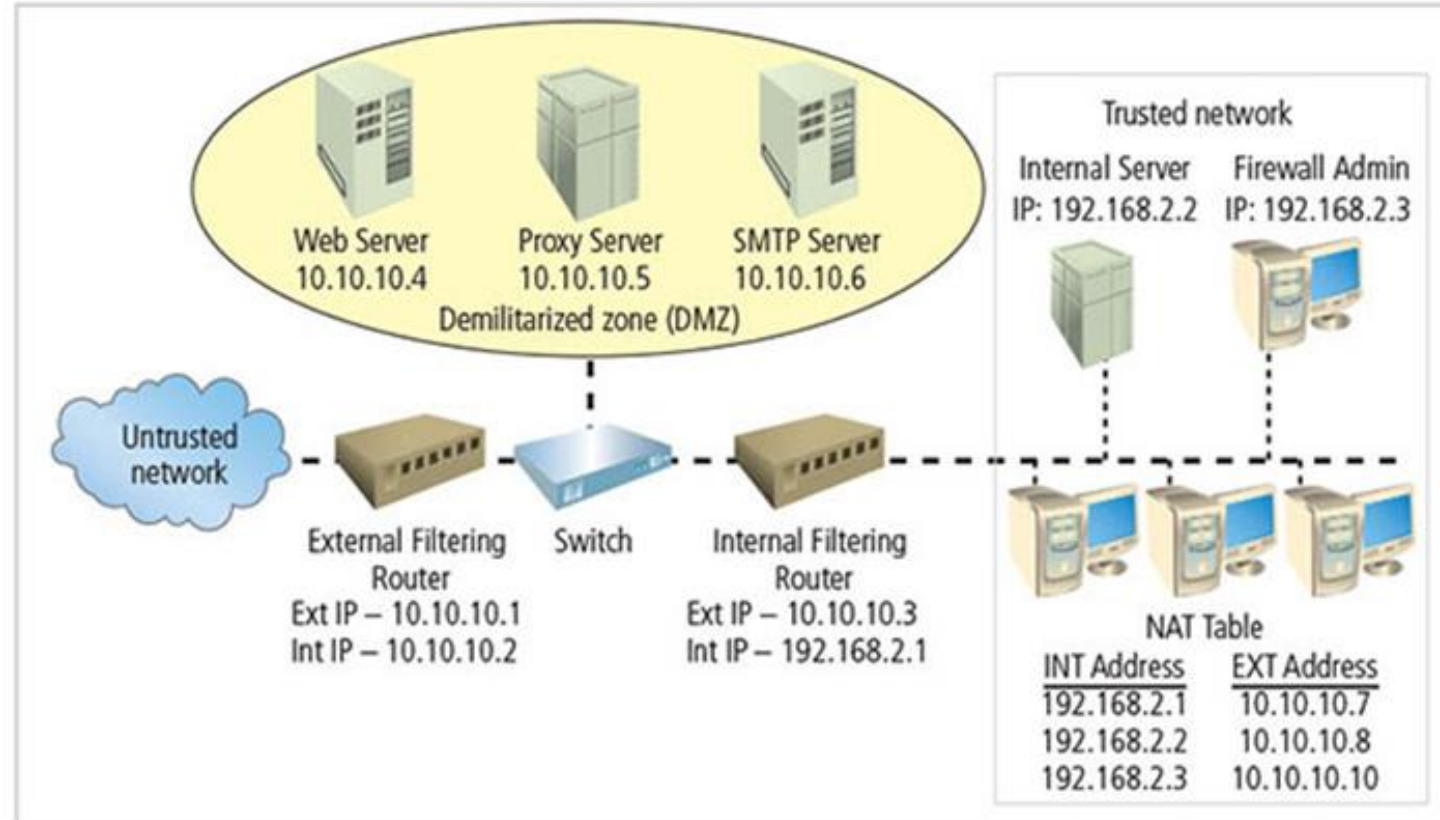 Web Server
10.10.10.4
Proxy Server
10.10.10.5
SMTP Server
10.10.10.6
Demilitarized zone (DMZ)
Trusted network
Internal Server
IP: 192.168.2.2
Firewall Admin
IP: 192.168.2.3
Untrusted
network
External Filtering
Router
Ext IP – 10.10.10.1
Int IP – 10.10.10.2
Switch
Internal Filtering
Router
Ext IP – 10.10.10.3
Int IP – 192.168.2.1
NAT Table
INT Address EXT Address
192.168.2.1 10.10.10.7
192.168.2.2 10.10.10.8
192.168.2.3 10.10.10.10